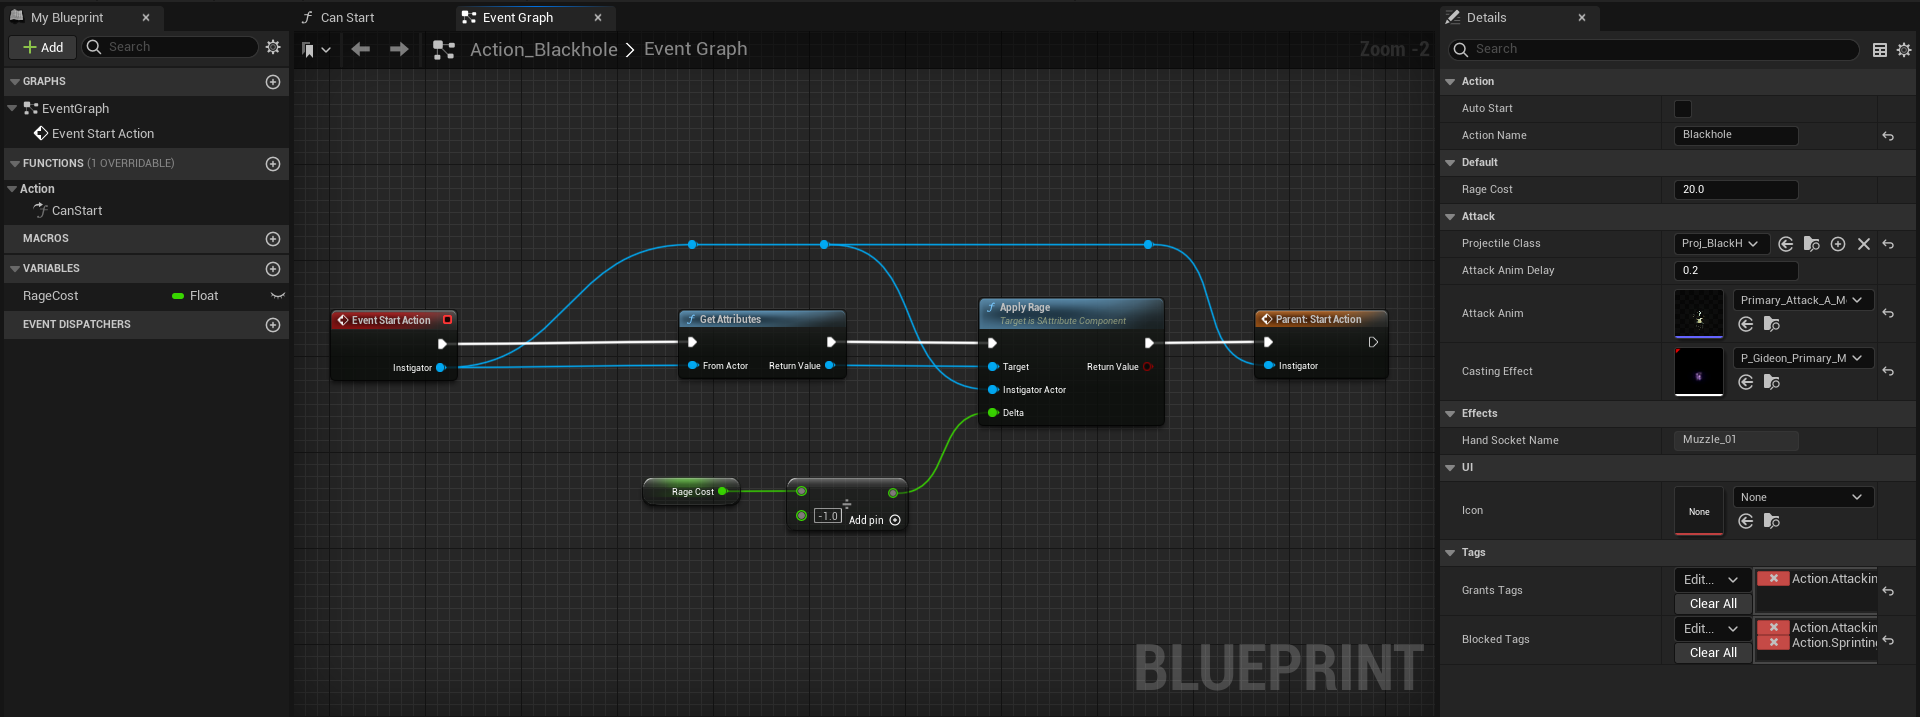 My Blueprint
Add
Search
GRAPHS
EventGraph
Event Start Action
FUNCTIONS (1 OVERRIDABLE)
Action
CanStart
MACROS
VARIABLES
RageCost
Float
EVENT DISPATCHERS
Can Start
Event Graph
Action_Blackhole > Event Graph
Zoom -2
Event Start Action
Instigator
Get Attributes
From Actor
Return Value
Apply Rage
Target is SAttribute Component
Target
Return Value
Instigator Actor
Delta
Parent: Start Action
Instigator
Rage Cost
-1.0
÷
Add pin
BLUEPRINT
Details
Search
Action
Auto Start
Action Name
Blackhole
Default
Rage Cost
20.0
Attack
Projectile Class
Proj_BlackH
Attack Anim Delay
0.2
Attack Anim
Primary_Attack_A_M
Casting Effect
P_Gideon_Primary_M
Effects
Hand Socket Name
Muzzle_01
UI
Icon
None
None
Tags
Grants Tags
Edit...
Clear All
Action.Attackin
Blocked Tags
Edit...
Clear All
Action.Attackin
Action.Sprinting